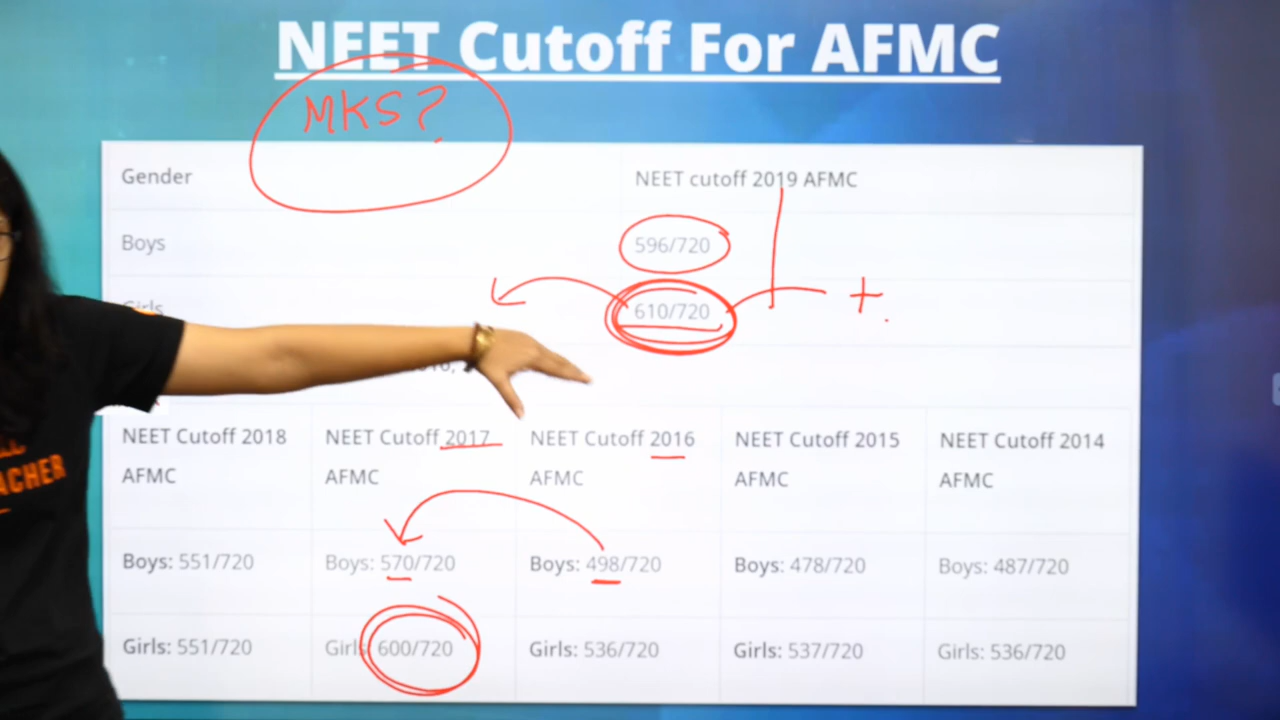 NEET Cutoff For AFMC
MKS?
Gender NEET cutoff 2019 AFMC
Boys 596/720
Girls 610/720
+
NEET Cutoff 2018 AFMC NEET Cutoff 2017 AFMC NEET Cutoff 2016 AFMC NEET Cutoff 2015 AFMC NEET Cutoff 2014 AFMC
Boys: 551/720 Boys: 570/720 Boys: 498/720 Boys: 478/720 Boys: 487/720
Girls: 551/720 Girls 600/720 Girls: 536/720 Girls: 537/720 Girls: 536/720
ACHER